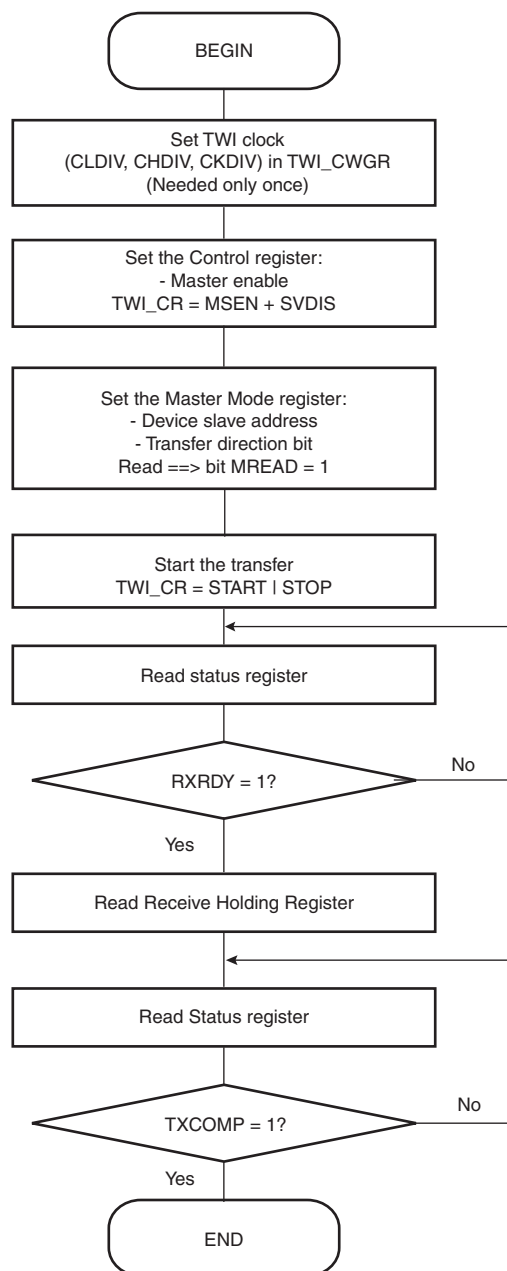 BEGIN
Set TWI clock
(CLDIV, CHDIV, CKDIV) in TWI_CWGR
(Needed only once)
Set the Control register:
- Master enable
TWI_CR = MSEN + SVDIS
Set the Master Mode register:
- Device slave address
- Transfer direction bit
Read ==> bit MREAD = 1
Start the transfer
TWI_CR = START | STOP
Read status register
RXRDY = 1?
No
Yes
Read Receive Holding Register
Read Status register
TXCOMP = 1?
No
Yes
END